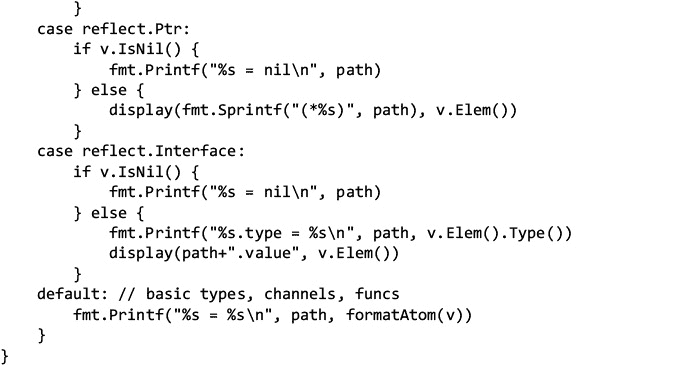 }
    case reflect.Ptr:
        if v.IsNil() {
            fmt.Printf("%s = nil\n", path)
        } else {
            display(fmt.Sprintf("(*%s)", path), v.Elem())
        }
    case reflect.Interface:
        if v.IsNil() {
            fmt.Printf("%s = nil\n", path)
        } else {
            fmt.Printf("%s.type = %s\n", path, v.Elem().Type())
            display(path+".value", v.Elem())
        }
    default: // basic types, channels, funcs
        fmt.Printf("%s = %s\n", path, formatAtom(v))
    }
}